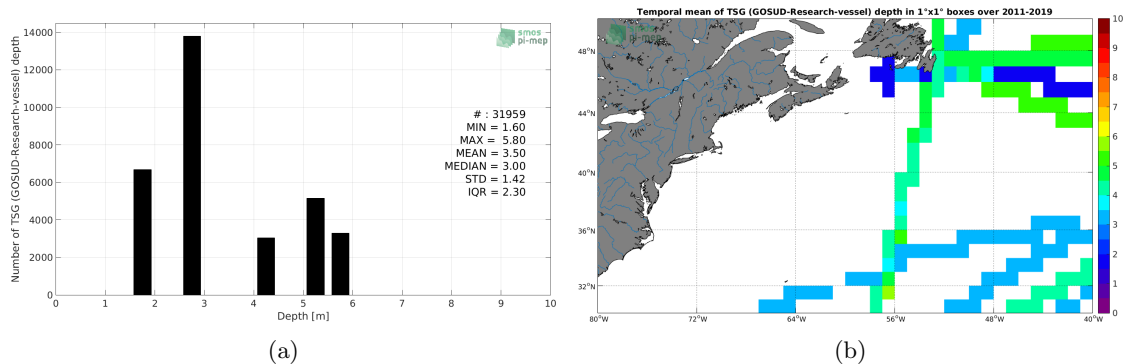 14000
12000
10000
8000
6000
4000
2000
0
Number of TSG (GOSUD-Research-vessel) depth
smos
pi-mep
# : 31959
MIN = 1.60
MAX = 5.80
MEAN = 3.50
MEDIAN = 3.00
STD = 1.42
IQR = 2.30
0 1 2 3 4 5 6 7 8 9 10
Depth [m]
(a)
Temporal mean of TSG (GOSUD-Research-vessel) depth in 1°x1° boxes over 2011-2019
smos
pi-mep
48°N
44°N
40°N
36°N
32°N
80°W 72°W 64°W 56°W 48°W 40°W
10
9
8
7
6
5
4
3
2
1
0
(b)